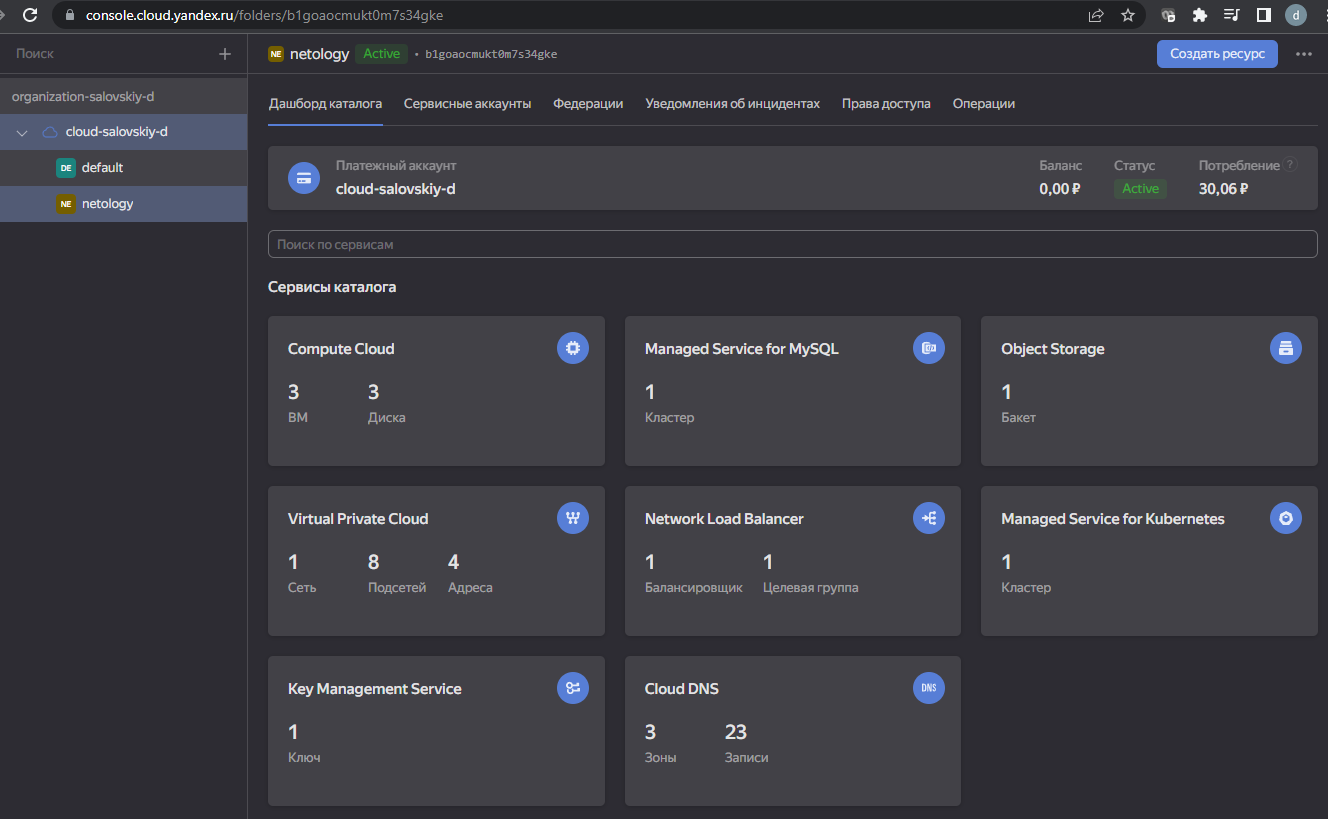 console.cloud.yandex.ru/folders/b1goaocmukt0m7s34gke
d
Поиск
NE netology Active • b1goaocmukt0m7s34gke
Создать ресурс
organization-salovskiy-d
cloud-salovskiy-d
DE default
NE netology
Дашборд каталога Сервисные аккаунты Федерации Уведомления об инцидентах Права доступа Операции
Платежный аккаунт Баланс Статус Потребление ?
cloud-salovskiy-d 0,00 ₽ Active 30,06 ₽
Поиск по сервисам
Сервисы каталога
Compute Cloud
3 3
ВМ Диска
Managed Service for MySQL
1
Кластер
Object Storage
1
Бакет
Virtual Private Cloud
1 8 4
Сеть Подсетей Адреса
Network Load Balancer
1 1
Балансировщик Целевая группа
Managed Service for Kubernetes
1
Кластер
Key Management Service
1
Ключ
Cloud DNS
DNS
3 23
Зоны Записи